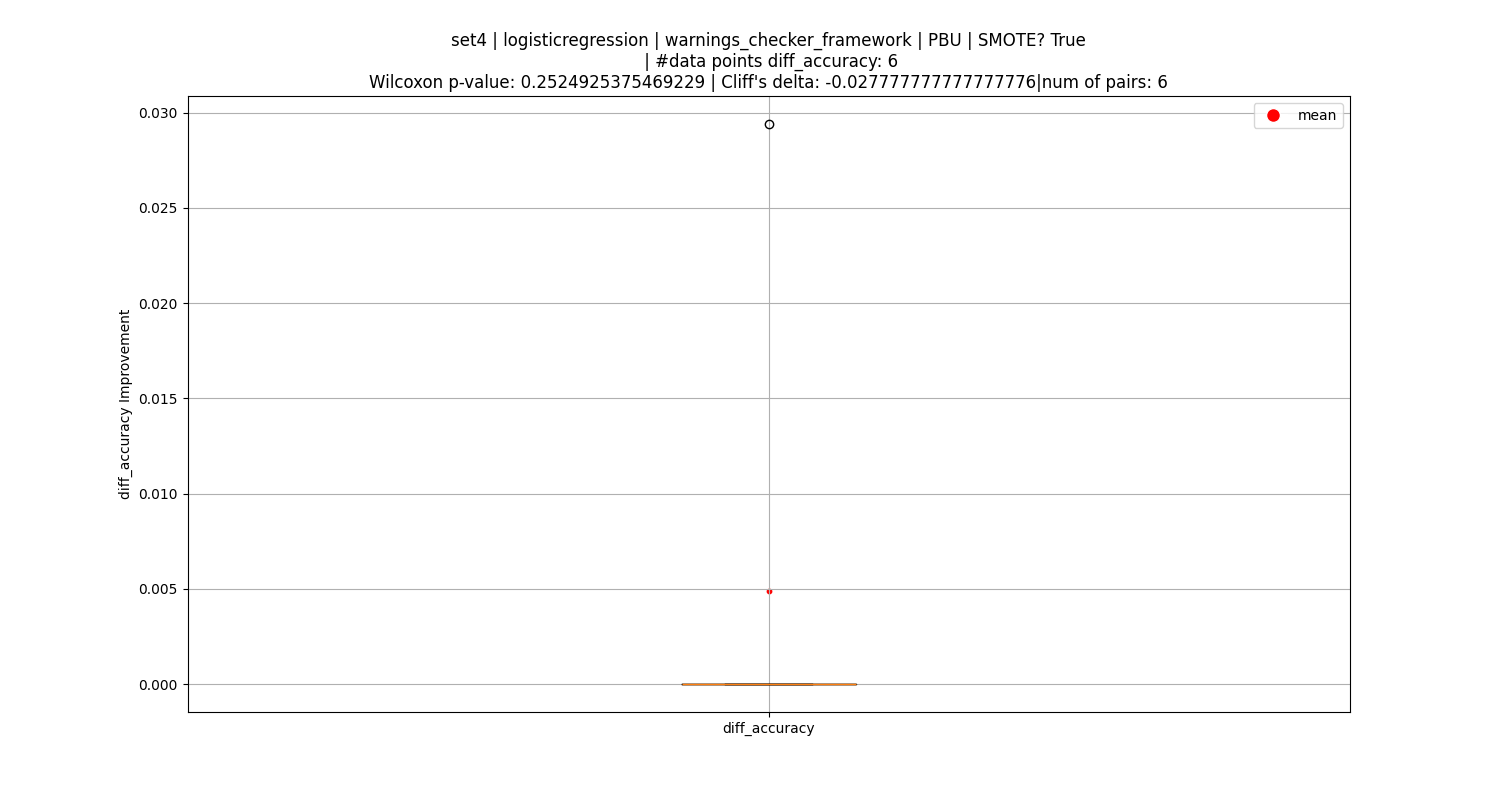 set4 | logisticregression | warnings_checker_framework | PBU | SMOTE? True
| #data points diff_accuracy: 6
Wilcoxon p-value: 0.2524925375469229 | Cliff's delta: -0.027777777777777776|num of pairs: 6
mean
0.030
0.025
0.020
0.015
0.010
0.005
0.000
diff_accuracy Improvement
diff_accuracy